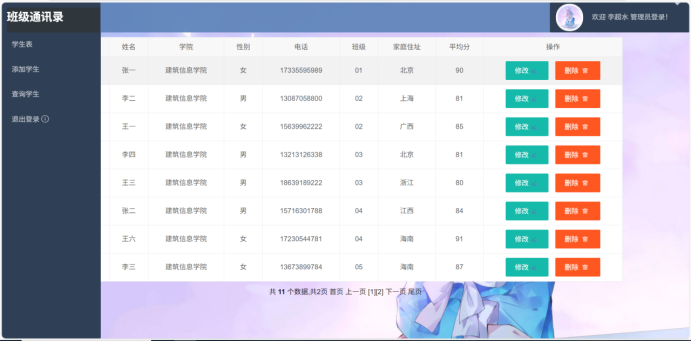 班级通讯录
欢迎 李超水 管理员登录!
学生表
添加学生
查询学生
退出登录
姓名 学院 性别 电话 班级 家庭住址 平均分 操作
张一 建筑信息学院 女 17335595989 01 北京 90 修改 删除
李二 建筑信息学院 男 13087058800 02 上海 81 修改 删除
王一 建筑信息学院 女 15639962222 02 广西 85 修改 删除
李四 建筑信息学院 男 13213126338 03 北京 81 修改 删除
王三 建筑信息学院 男 18639189222 03 浙江 80 修改 删除
张二 建筑信息学院 男 15716301788 04 江西 84 修改 删除
王六 建筑信息学院 女 17230544781 04 海南 91 修改 删除
李三 建筑信息学院 女 13673899784 05 海南 87 修改 删除
共 11 个数据,共2页 首页 上一页 [1][2] 下一页 尾页